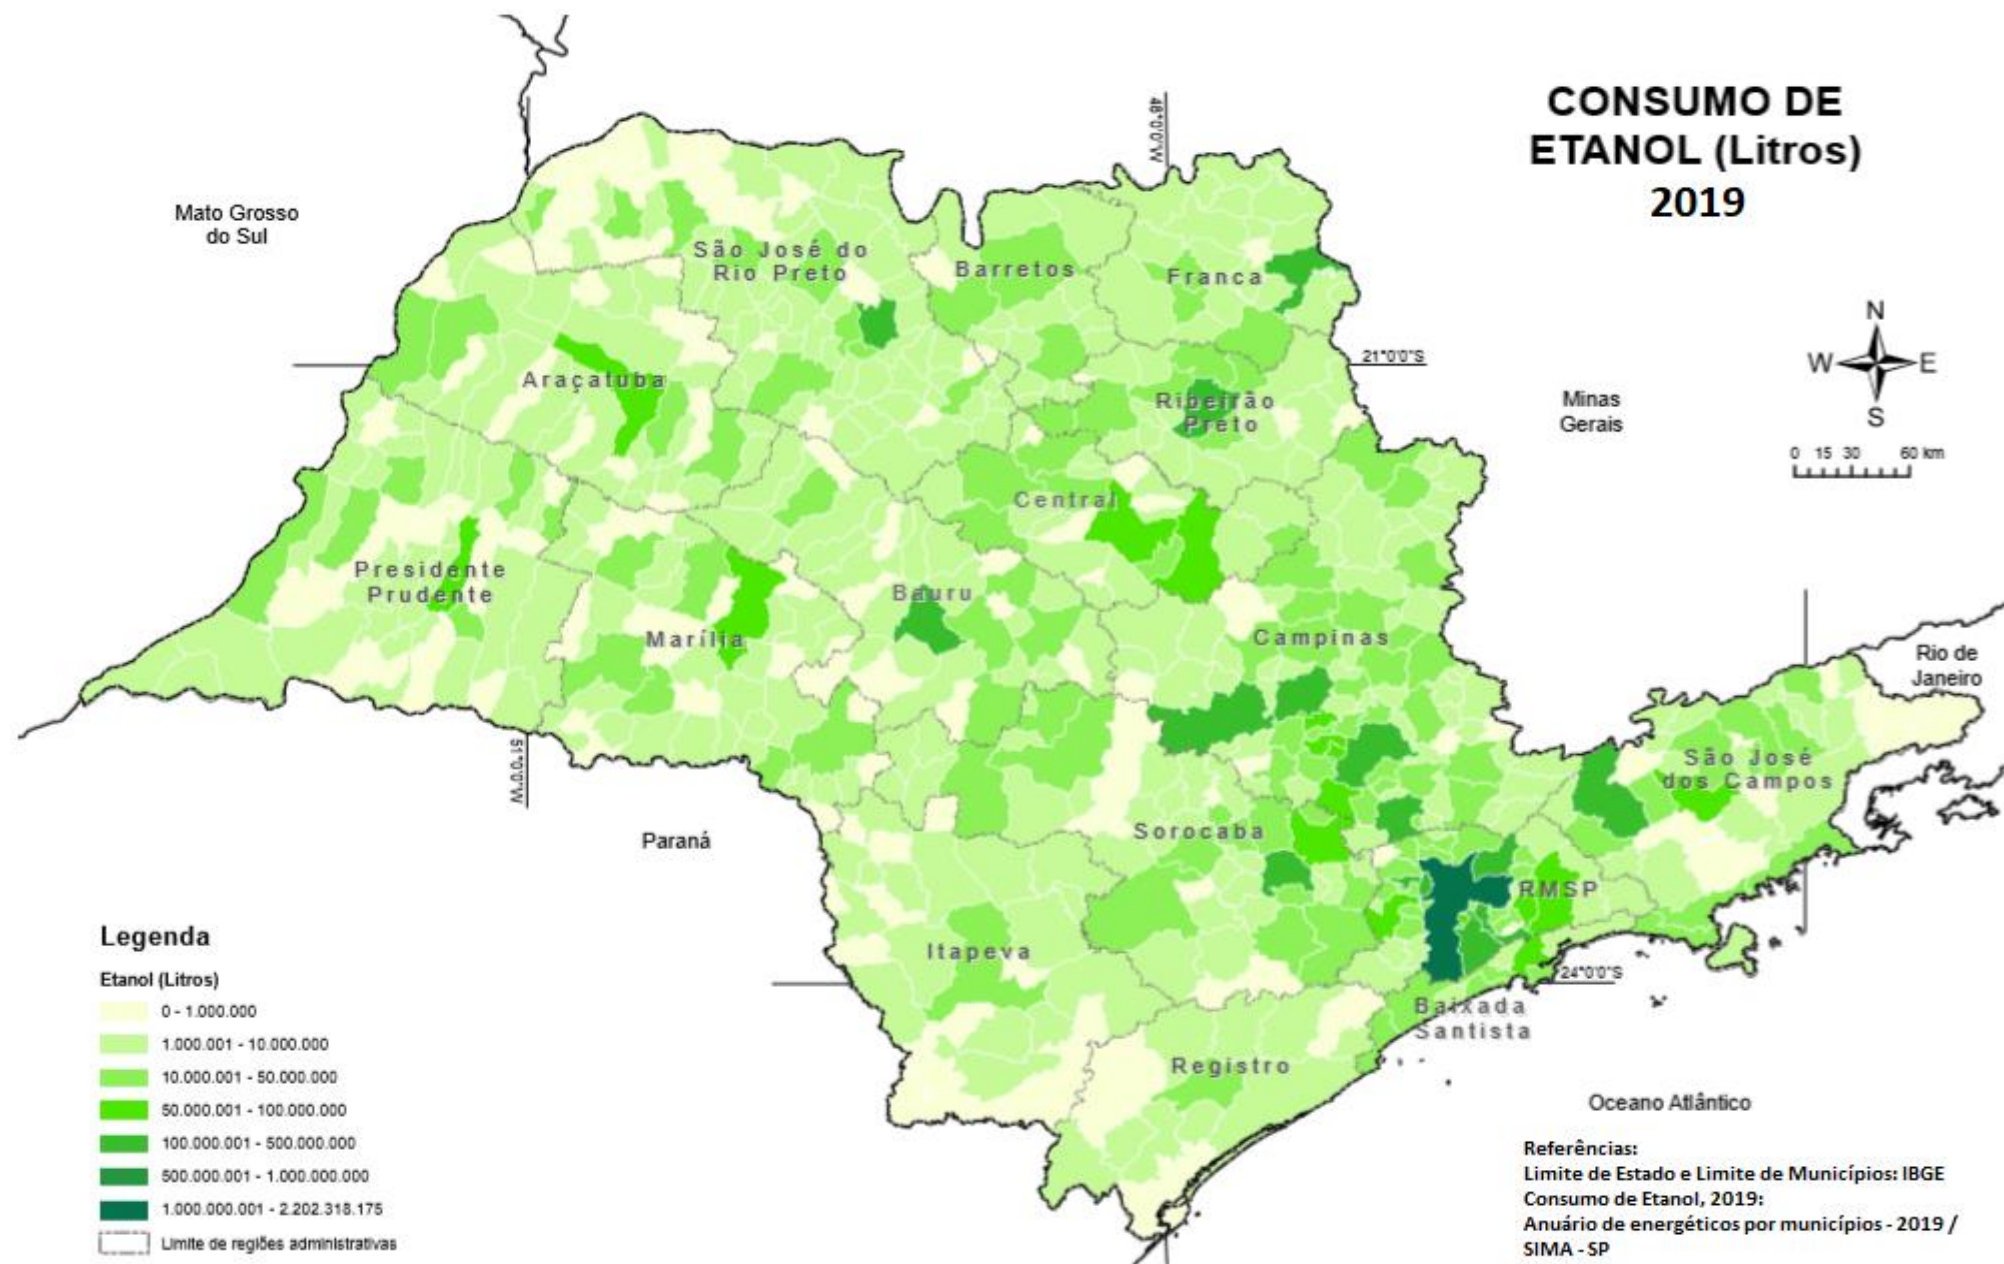 CONSUMO DE
ETANOL (Litros)
2019
48°0'0"W
Mato Grosso
do Sul
São José do
Rio Preto
Barretos
Franca
N
W
E
S
21°0'0"S
Araçatuba
Ribeirão
Preto
Minas
Gerais
0 15 30 60 km
Central
Presidente
Prudente
Bauru
Marília
Campinas
Rio de
Janeiro
51°0'0"W
São José
dos Campos
Paraná
Sorocaba
RMSP
Itapeva
24°0'0"S
Baixada
Santista
Registro
Oceano Atlântico
Legenda
Etanol (Litros)
0 - 1.000.000
1.000.001 - 10.000.000
10.000.001 - 50.000.000
50.000.001 - 100.000.000
100.000.001 - 500.000.000
500.000.001 - 1.000.000.000
1.000.000.001 - 2.202.318.175
Limite de regiões administrativas
Referências:
Limite de Estado e Limite de Municípios: IBGE
Consumo de Etanol, 2019:
Anuário de energéticos por municípios - 2019 /
SIMA - SP